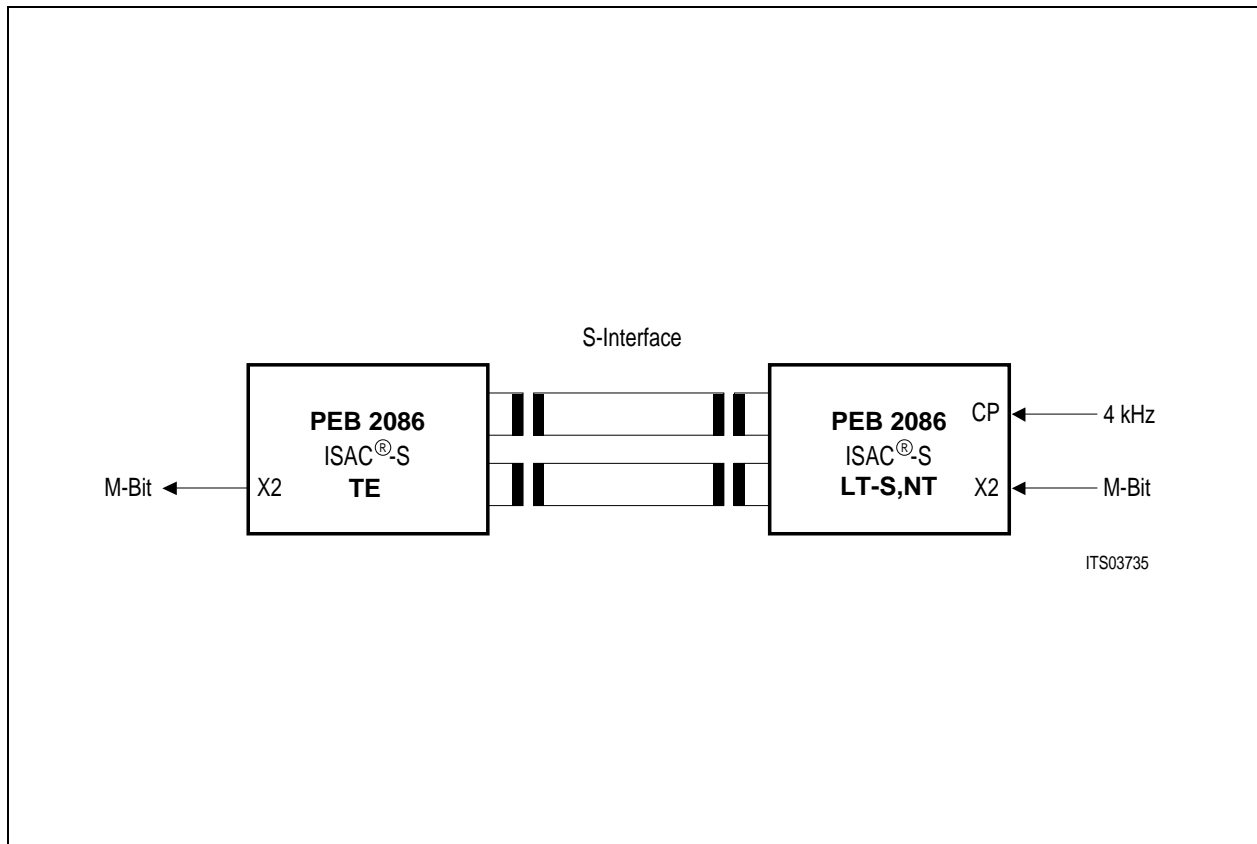 S-Interface
PEB 2086
ISAC®-S
TE
X2
M-Bit
PEB 2086
ISAC®-S
LT-S,NT
CP
4 kHz
X2
M-Bit
ITS03735